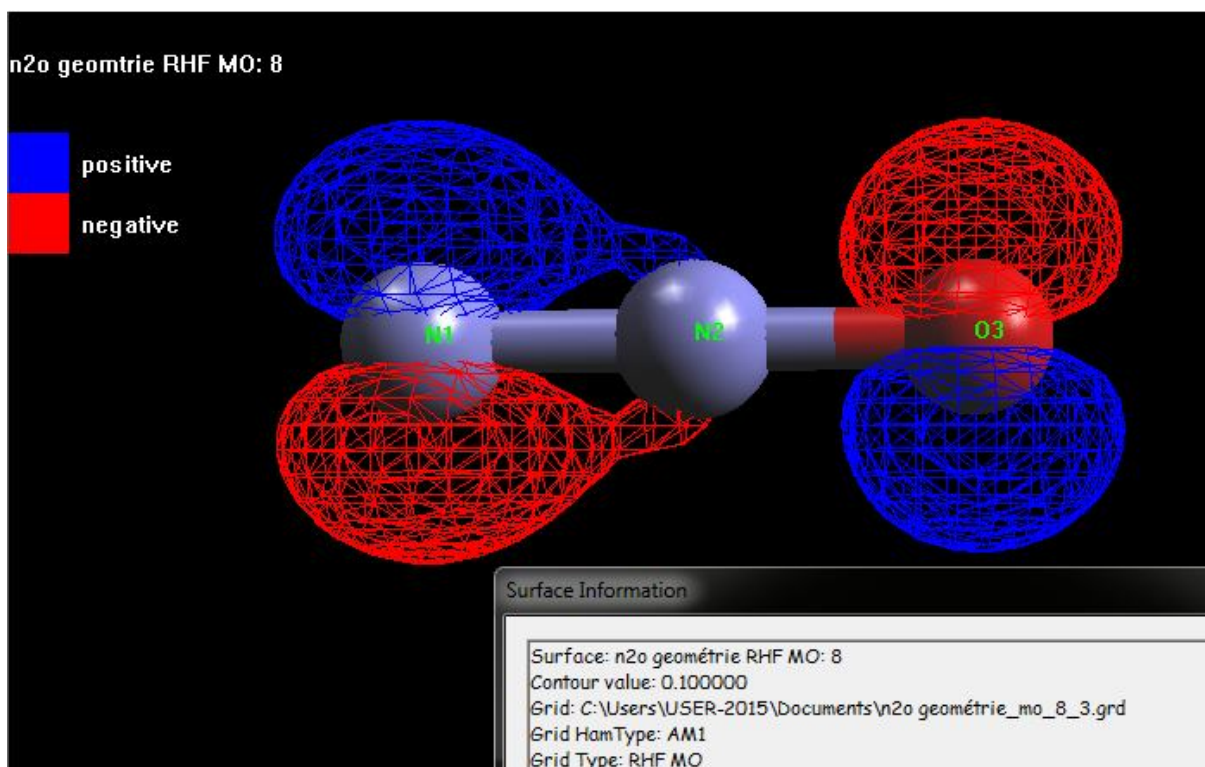 n2o geomtrie RHF MO: 8
positive
negative
N1
N2
O3
Surface Information
Surface: n2o geométrie RHF MO: 8
Contour value: 0.100000
Grid: C:\Users\USER-2015\Documents\n2o geométrie_mo_8_3.grd
Grid HamType: AM1
Grid Type: RHF MO